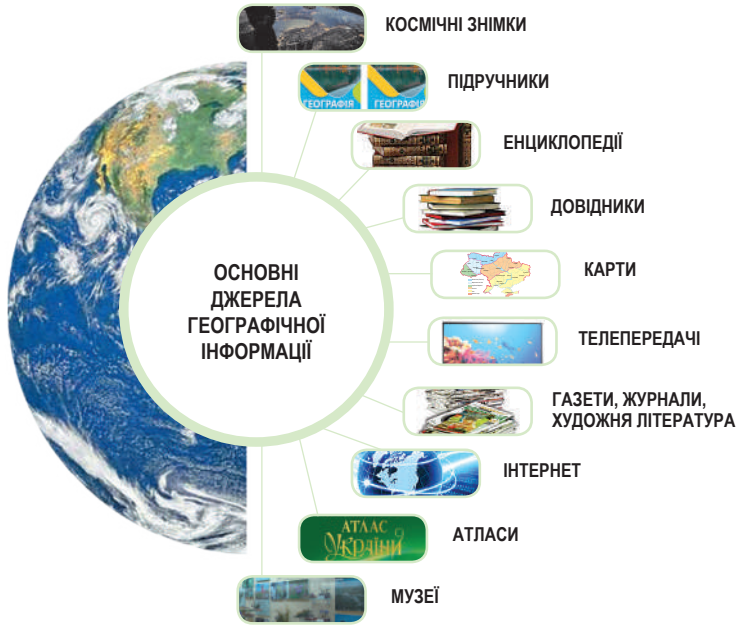 КОСМІЧНІ ЗНІМКИ
ПІДРУЧНИКИ
ГЕОГРАФІЯ
ГЕОГРАФІЯ
ЕНЦИКЛОПЕДІЇ
ДОВІДНИКИ
ОСНОВНІ
ДЖЕРЕЛА
ГЕОГРАФІЧНОЇ
ІНФОРМАЦІЇ
КАРТИ
ТЕЛЕПЕРЕДАЧІ
ГАЗЕТИ, ЖУРНАЛИ,
ХУДОЖНЯ ЛІТЕРАТУРА
ІНТЕРНЕТ
АТЛАС
УКРАЇНИ
АТЛАСИ
МУЗЕЇ